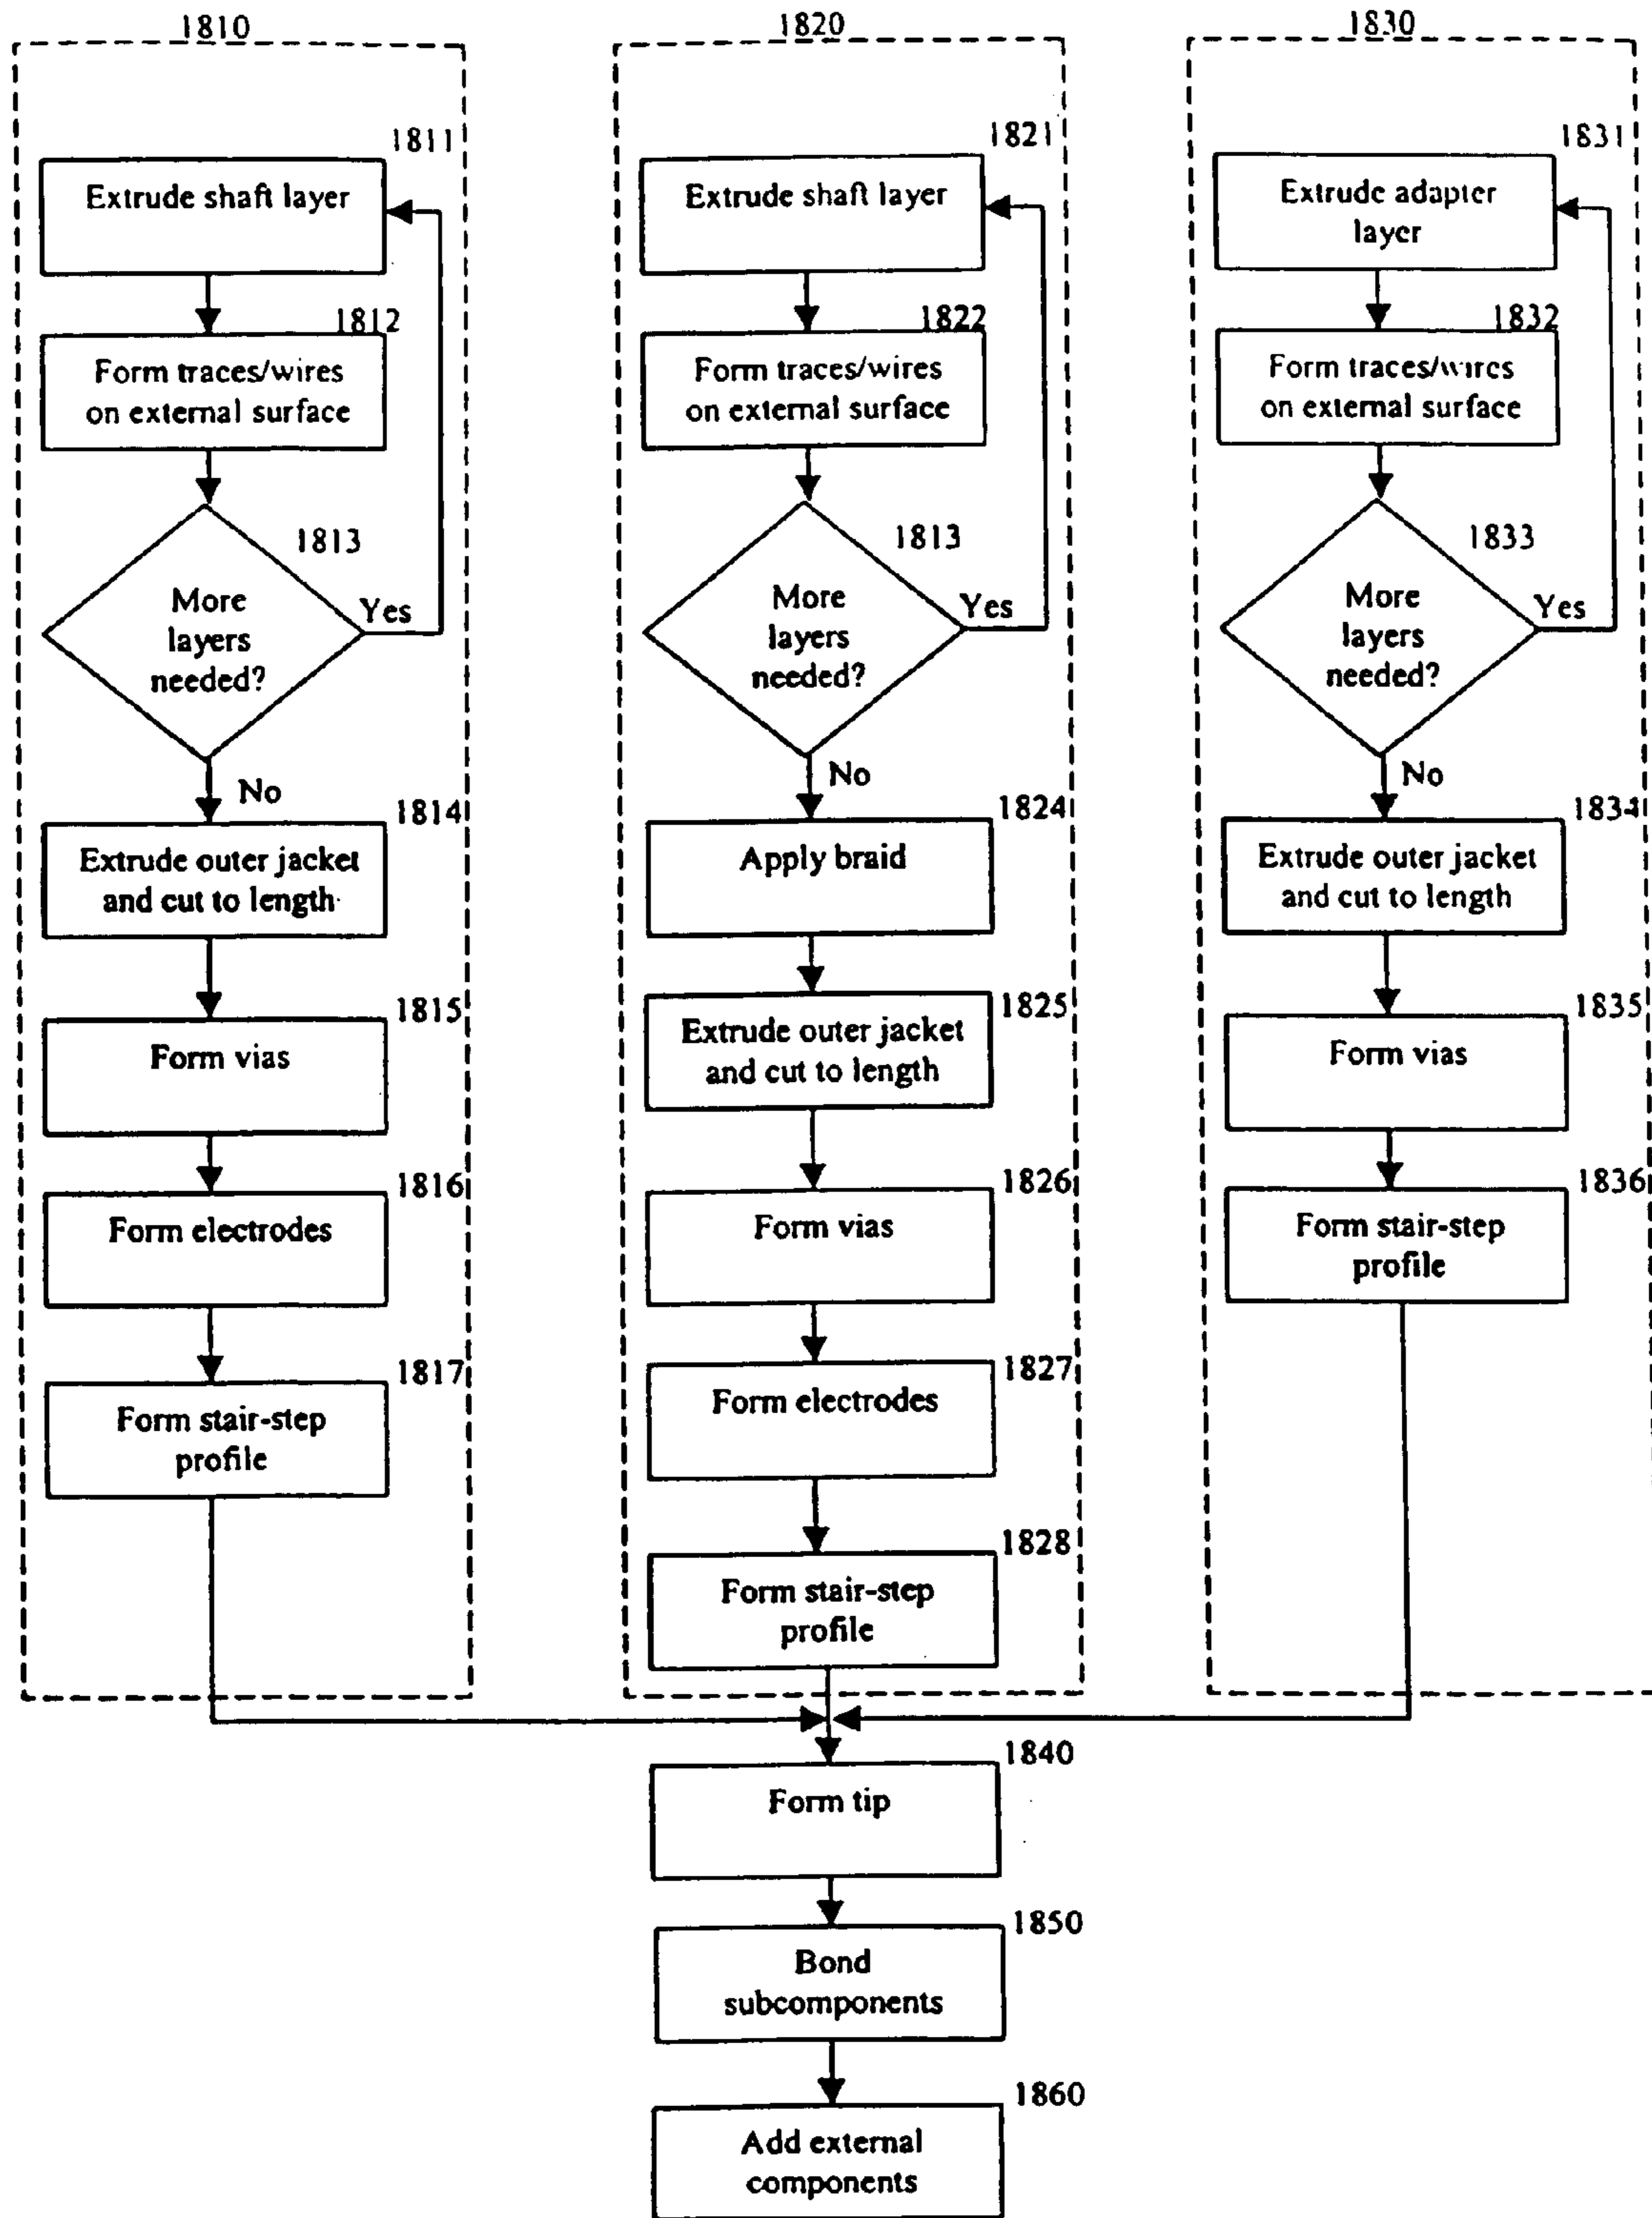 1810
1811
Extrude shaft layer
1812
Form traces/wires
on external surface
1813
More
layers
needed?
Yes
No
1814
Extrude outer jacket
and cut to length
1815
Form vias
1816
Form electrodes
1817
Form stair-step
profile
1820
1821
Extrude shaft layer
1822
Form traces/wires
on external surface
1813
More
layers
needed?
Yes
No
1824
Apply braid
1825
Extrude outer jacket
and cut to length
1826
Form vias
1827
Form electrodes
1828
Form stair-step
profile
1830
1831
Extrude adapter
layer
1832
Form traces/wires
on external surface
1833
More
layers
needed?
Yes
No
1834
Extrude outer jacket
and cut to length
1835
Form vias
1836
Form stair-step
profile
1840
Form tip
1850
Bond
subcomponents
1860
Add external
components